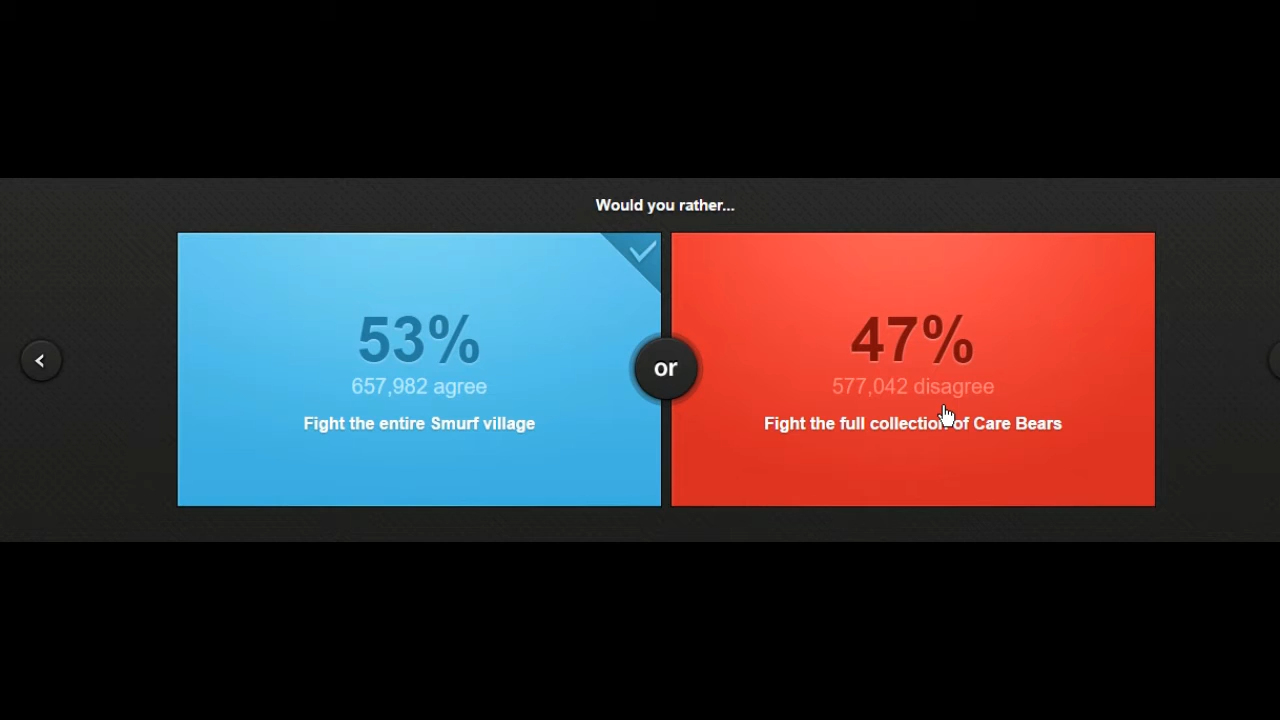 Would you rather...
53%
657,982 agree
Fight the entire Smurf village
or
47%
577,042 disagree
Fight the full collection of Care Bears